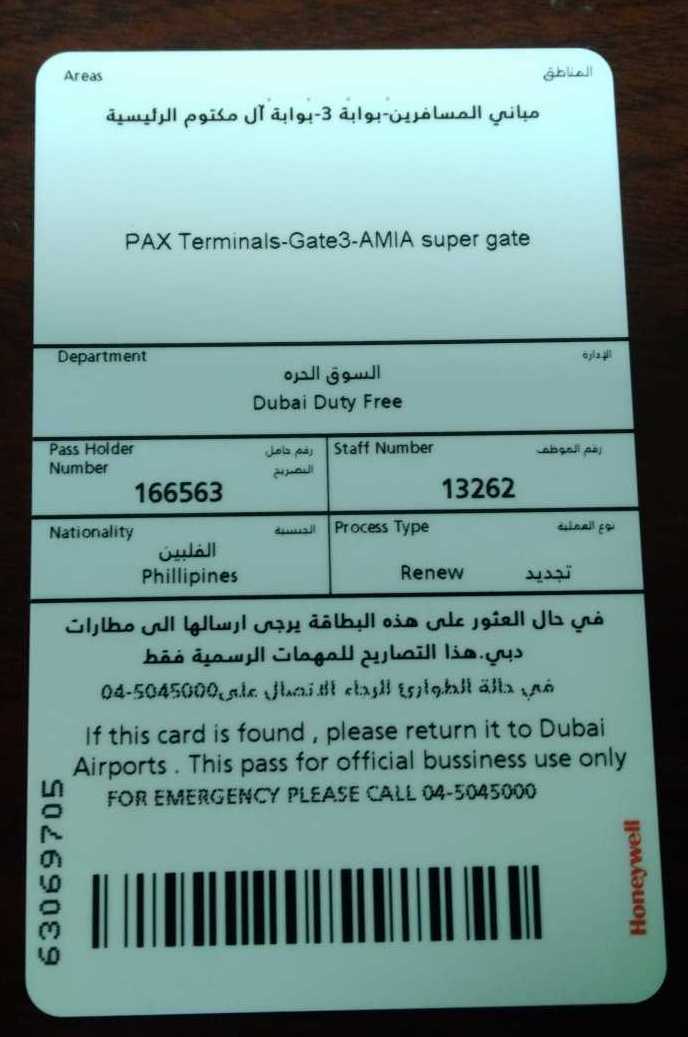 Areas المناطق
مباني المسافرين-بوابة 3-بوابة آل مكتوم الرئيسية
PAX Terminals-Gate3-AMIA super gate
Department الإدارة
السوق الحره
Dubai Duty Free
Pass Holder Number رقم حامل التصريح
166563
Staff Number رقم الموظف
13262
Nationality الجنسية
الفلبين
Phillipines
Process Type نوع العملية
Renew تجديد
في حال العثور على هذه البطاقة يرجى ارسالها الى مطارات
دبي.هذا التصاريح للمهمات الرسمية فقط
في حالة الطوارئ الرجاء الاتصال على04-5045000
If this card is found , please return it to Dubai
Airports . This pass for official bussiness use only
FOR EMERGENCY PLEASE CALL 04-5045000
63069705
Honeywell